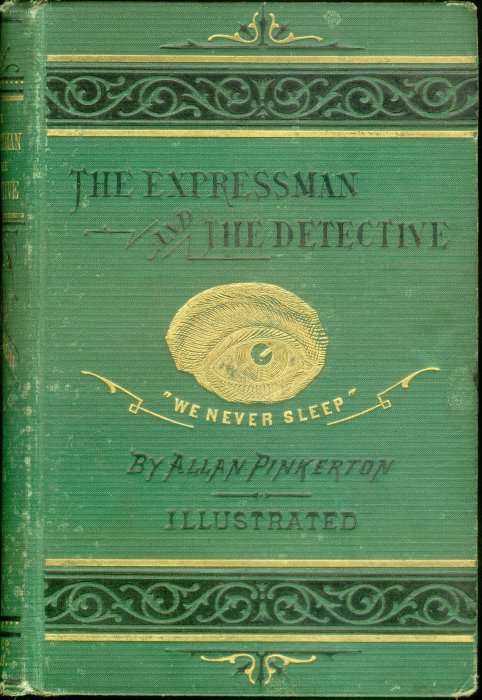 THE EXPRESSMAN
AND THE DETECTIVE
"WE NEVER SLEEP"
BY ALLAN PINKERTON
ILLUSTRATED